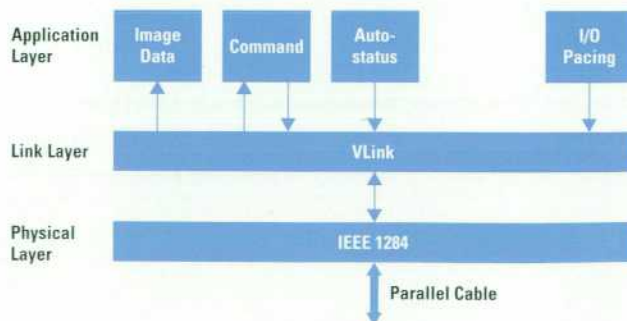 Application
Layer
Image
Data
Command
Auto-
status
I/O
Pacing
Link Layer
VLink
Physical
Layer
IEEE 1284
Parallel Cable